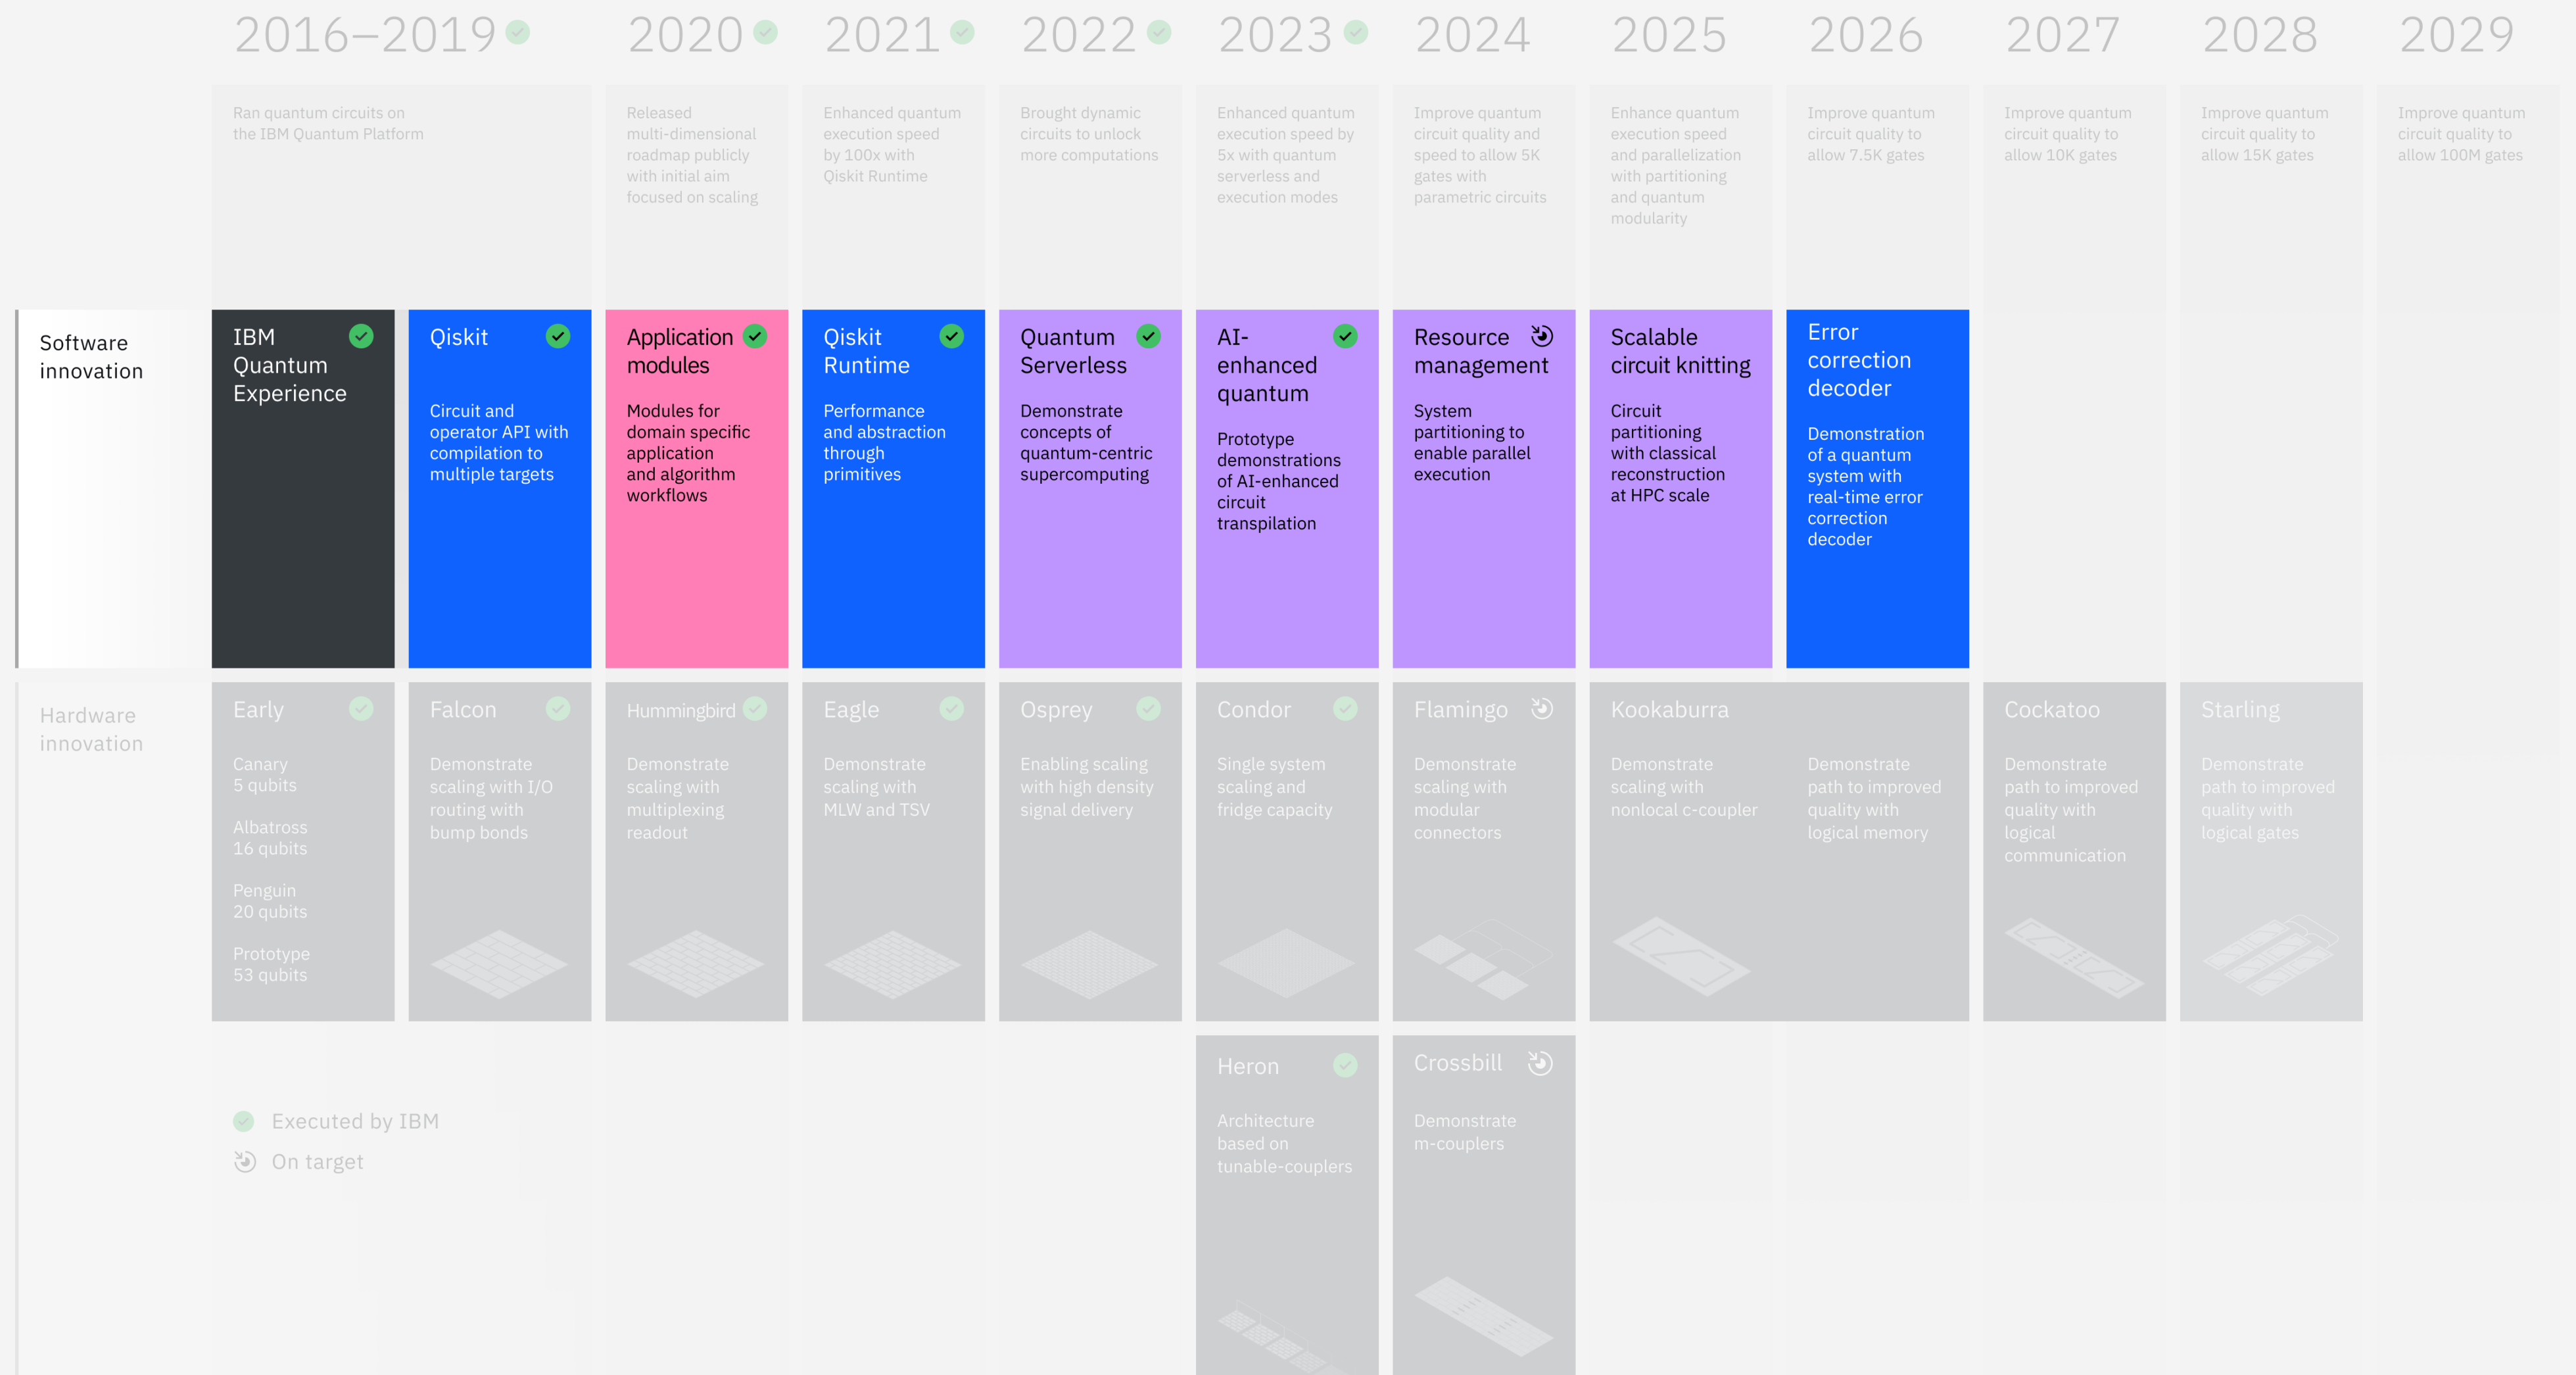 2016–2019
2020
2021
2022
2023
2024
2025
2026
2027
2028
2029
Ran quantum circuits on
the IBM Quantum Platform
Released
multi-dimensional
roadmap publicly
with initial aim
focused on scaling
Enhanced quantum
execution speed
by 100x with
Qiskit Runtime
Brought dynamic
circuits to unlock
more computations
Enhanced quantum
execution speed by
5x with quantum
serverless and
execution modes
Improve quantum
circuit quality and
speed to allow 5K
gates with
parametric circuits
Enhance quantum
execution speed
and parallelization
with partitioning
and quantum
modularity
Improve quantum
circuit quality to
allow 7.5K gates
Improve quantum
circuit quality to
allow 10K gates
Improve quantum
circuit quality to
allow 15K gates
Improve quantum
circuit quality to
allow 100M gates
Software
innovation
IBM
Quantum
Experience
Qiskit
Circuit and
operator API with
compilation to
multiple targets
Application
modules
Modules for
domain specific
application
and algorithm
workflows
Qiskit
Runtime
Performance
and abstraction
through
primitives
Quantum
Serverless
Demonstrate
concepts of
quantum-centric
supercomputing
AI-
enhanced
quantum
Prototype
demonstrations
of AI-enhanced
circuit
transpilation
Resource
management
System
partitioning to
enable parallel
execution
Scalable
circuit knitting
Circuit
partitioning
with classical
reconstruction
at HPC scale
Error
correction
decoder
Demonstration
of a quantum
system with
real-time error
correction
decoder
Hardware
innovation
Early
Canary
5 qubits
Albatross
16 qubits
Penguin
20 qubits
Prototype
53 qubits
Falcon
Demonstrate
scaling with I/O
routing with
bump bonds
Hummingbird
Demonstrate
scaling with
multiplexing
readout
Eagle
Demonstrate
scaling with
MLW and TSV
Osprey
Enabling scaling
with high density
signal delivery
Condor
Single system
scaling and
fridge capacity
Flamingo
Demonstrate
scaling with
modular
connectors
Kookaburra
Demonstrate
scaling with
nonlocal c-coupler
Demonstrate
path to improved
quality with
logical memory
Cockatoo
Demonstrate
path to improved
quality with
logical
communication
Starling
Demonstrate
path to improved
quality with
logical gates
Heron
Architecture
based on
tunable-couplers
Crossbill
Demonstrate
m-couplers
Executed by IBM
On target